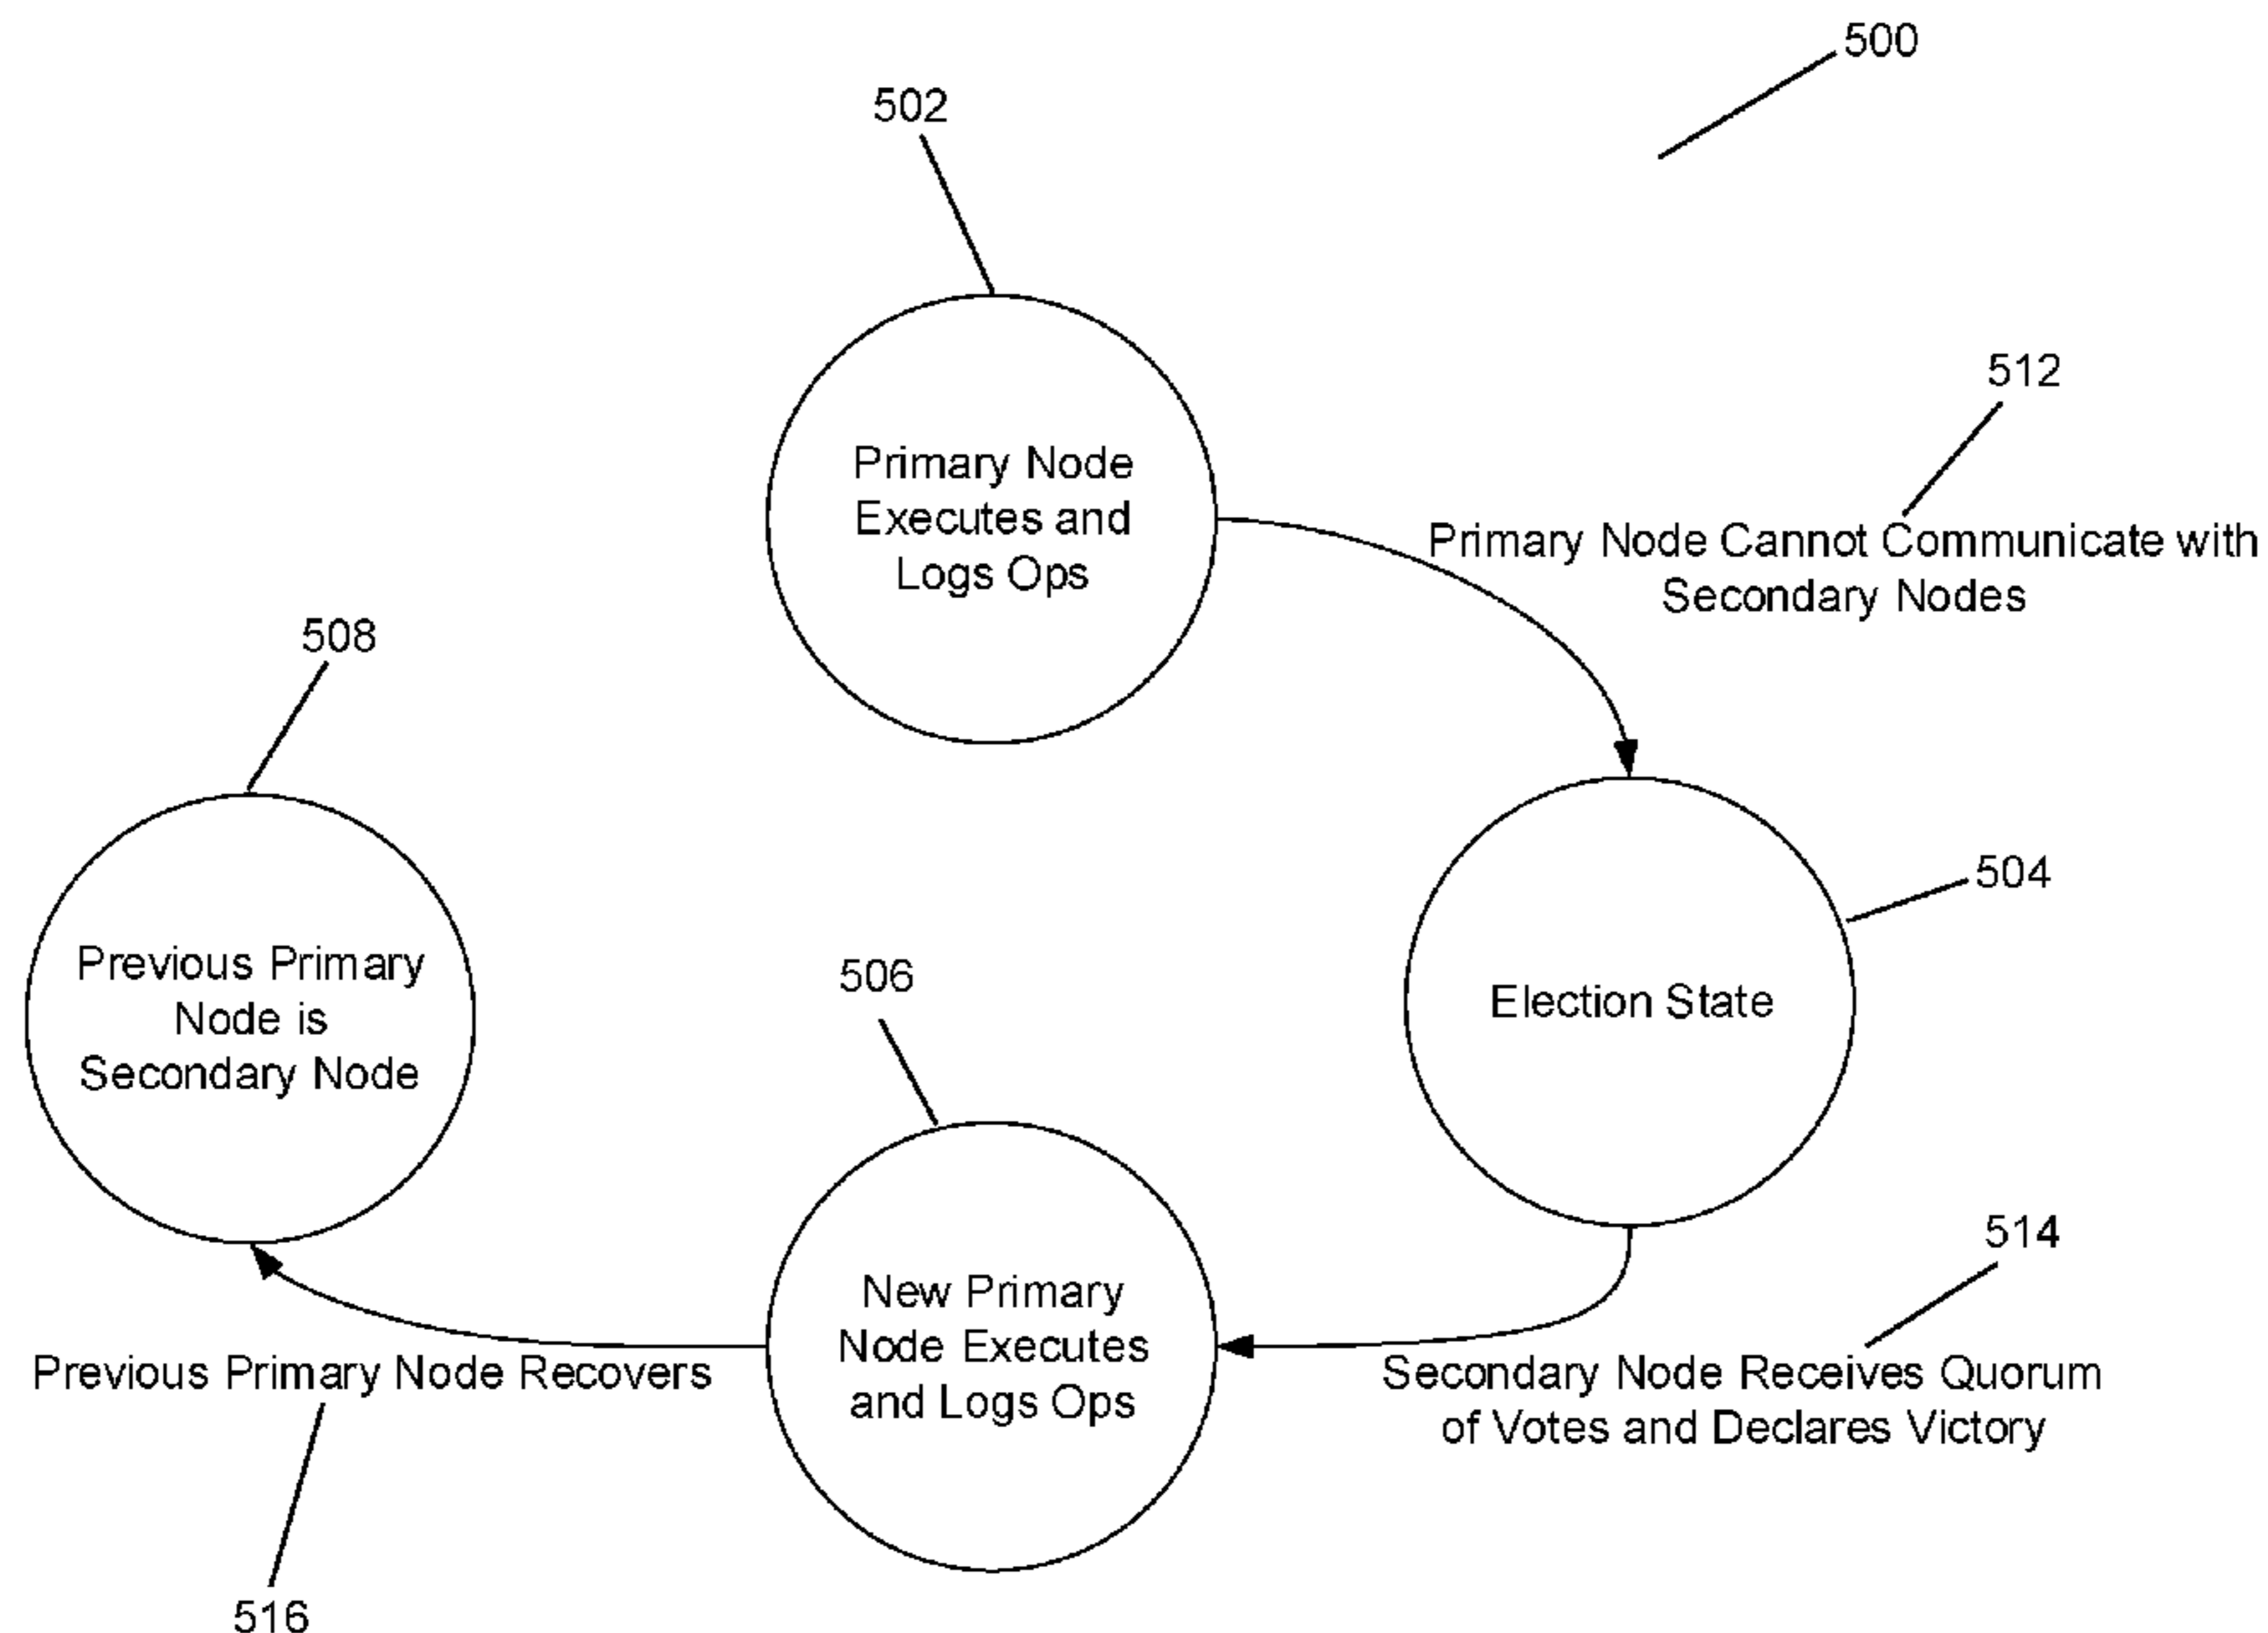 500
502
512
Primary Node
Executes and
Logs Ops
Primary Node Cannot Communicate with
Secondary Nodes
508
504
Previous Primary
Node is
Secondary Node
506
Election State
514
New Primary
Node Executes
and Logs Ops
Previous Primary Node Recovers
Secondary Node Receives Quorum
of Votes and Declares Victory
516